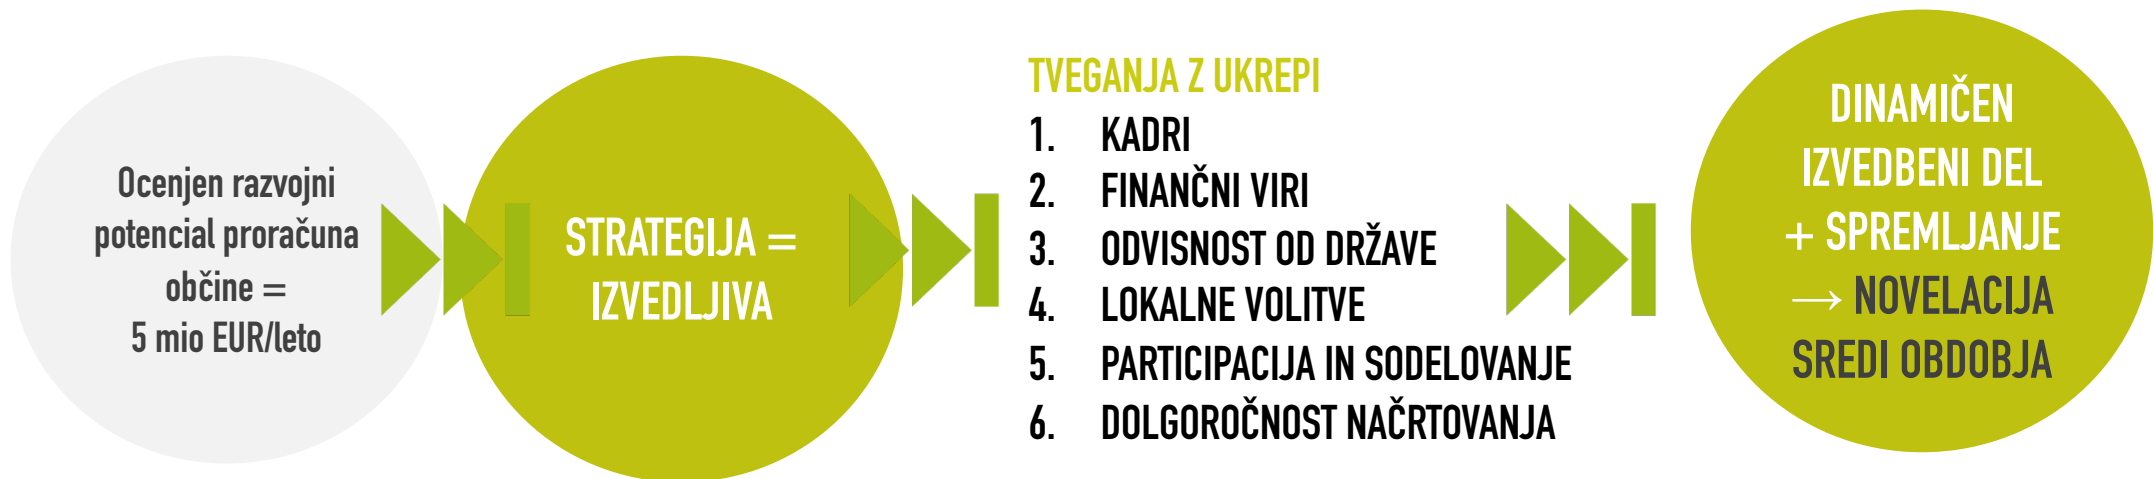 Ocenjen razvojni
potencial proračuna
občine =
5 mio EUR/leto
STRATEGIJA =
IZVEDLJIVA
TVEGANJA Z UKREPI
1. KADRI
2. FINANČNI VIRI
3. ODVISNOST OD DRŽAVE
4. LOKALNE VOLITVE
5. PARTICIPACIJA IN SODELOVANJE
6. DOLGOROČNOST NAČRTOVANJA
DINAMIČEN
IZVEDBENI DEL
+ SPREMLJANJE
→ NOVELACIJA
SREDI OBDOBJA